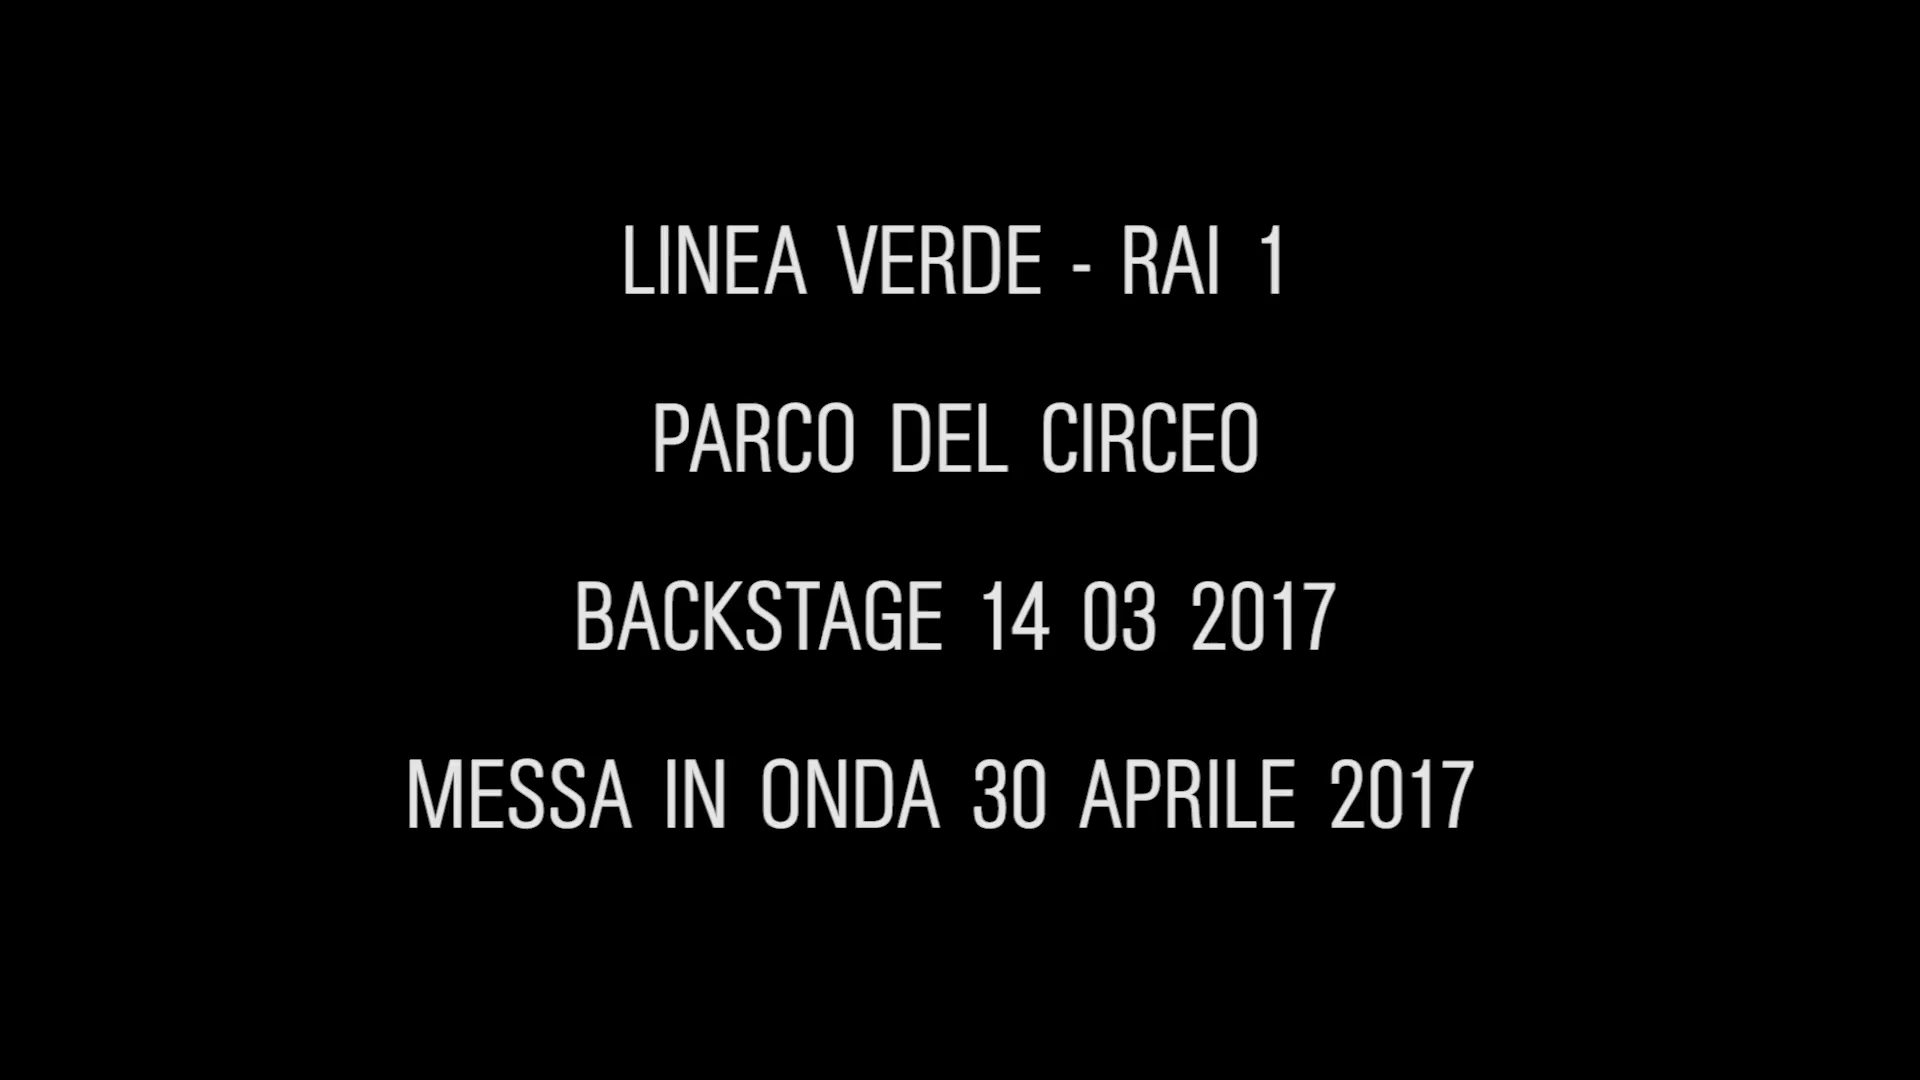 LINEA VERDE - RAI 1
PARCO DEL CIRCEO
BACKSTAGE 14 03 2017
MESSA IN ONDA 30 APRILE 2017